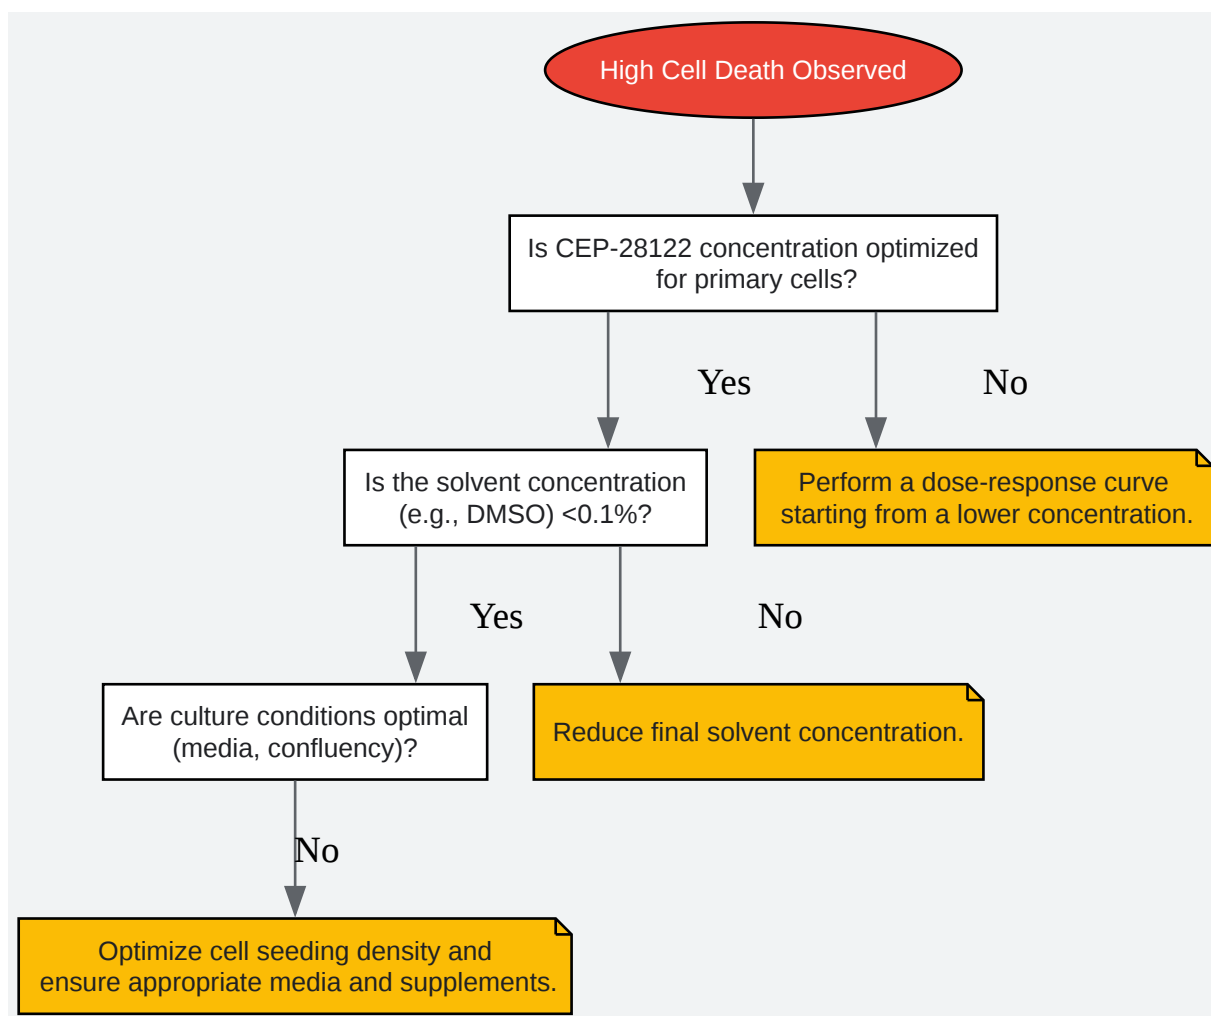 High Cell Death Observed
Is CEP-28122 concentration optimized
for primary cells?
Yes
No
Is the solvent concentration
(e.g., DMSO) <0.1%?
Perform a dose-response curve
starting from a lower concentration.
Yes
No
Are culture conditions optimal
(media, confluency)?
Reduce final solvent concentration.
No
Optimize cell seeding density and
ensure appropriate media and supplements.